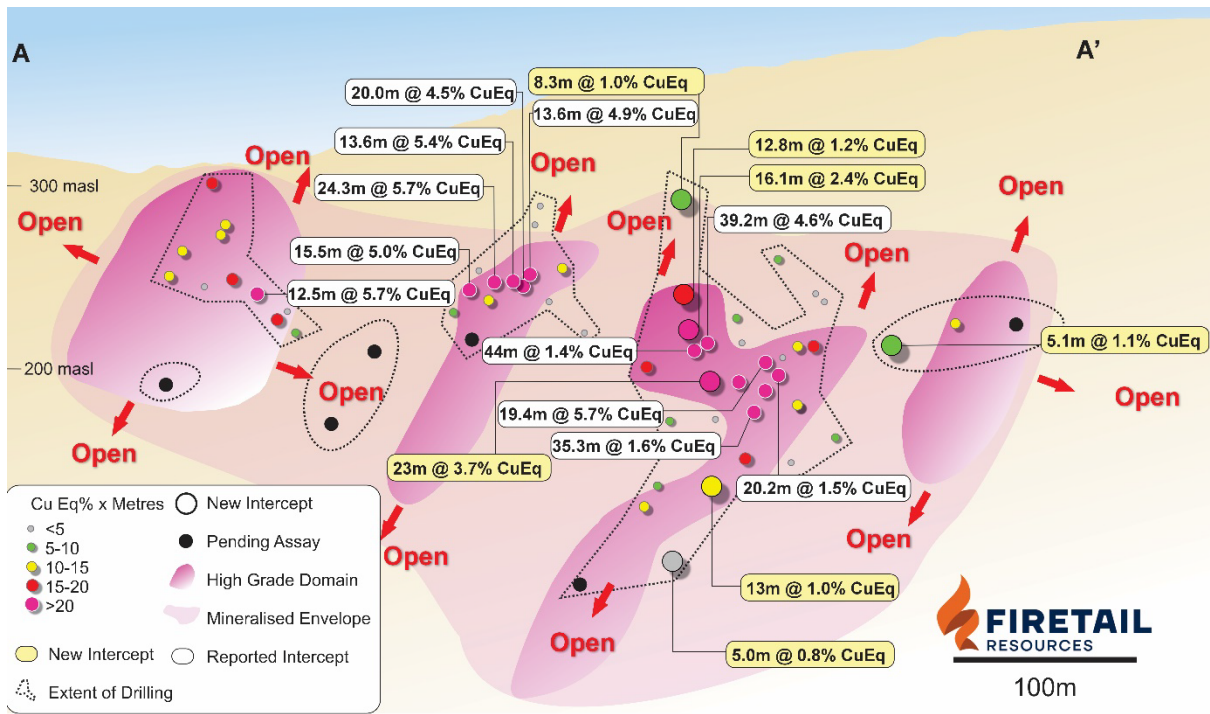 A
A'
8.3m @ 1.0% CuEq
20.0m @ 4.5% CuEq
13.6m @ 4.9% CuEq
13.6m @ 5.4% CuEq
12.8m @ 1.2% CuEq
Open
Open
16.1m @ 2.4% CuEq
24.3m @ 5.7% CuEq
300 masl
Open
39.2m @ 4.6% CuEq
Open
Open
15.5m @ 5.0% CuEq
Open
12.5m @ 5.7% CuEq
5.1m @ 1.1% CuEq
44m @ 1.4% CuEq
200 masl
Open
Open
19.4m @ 5.7% CuEq
35.3m @ 1.6% CuEq
Open
23m @ 3.7% CuEq
20.2m @ 1.5% CuEq
Open
Open
13m @ 1.0% CuEq
Open
5.0m @ 0.8% CuEq
Cu Eq% x Metres
<5
5-10
10-15
15-20
>20
New Intercept
Pending Assay
High Grade Domain
Mineralised Envelope
New Intercept
Reported Intercept
Extent of Drilling
FIRETAIL
RESOURCES
100m